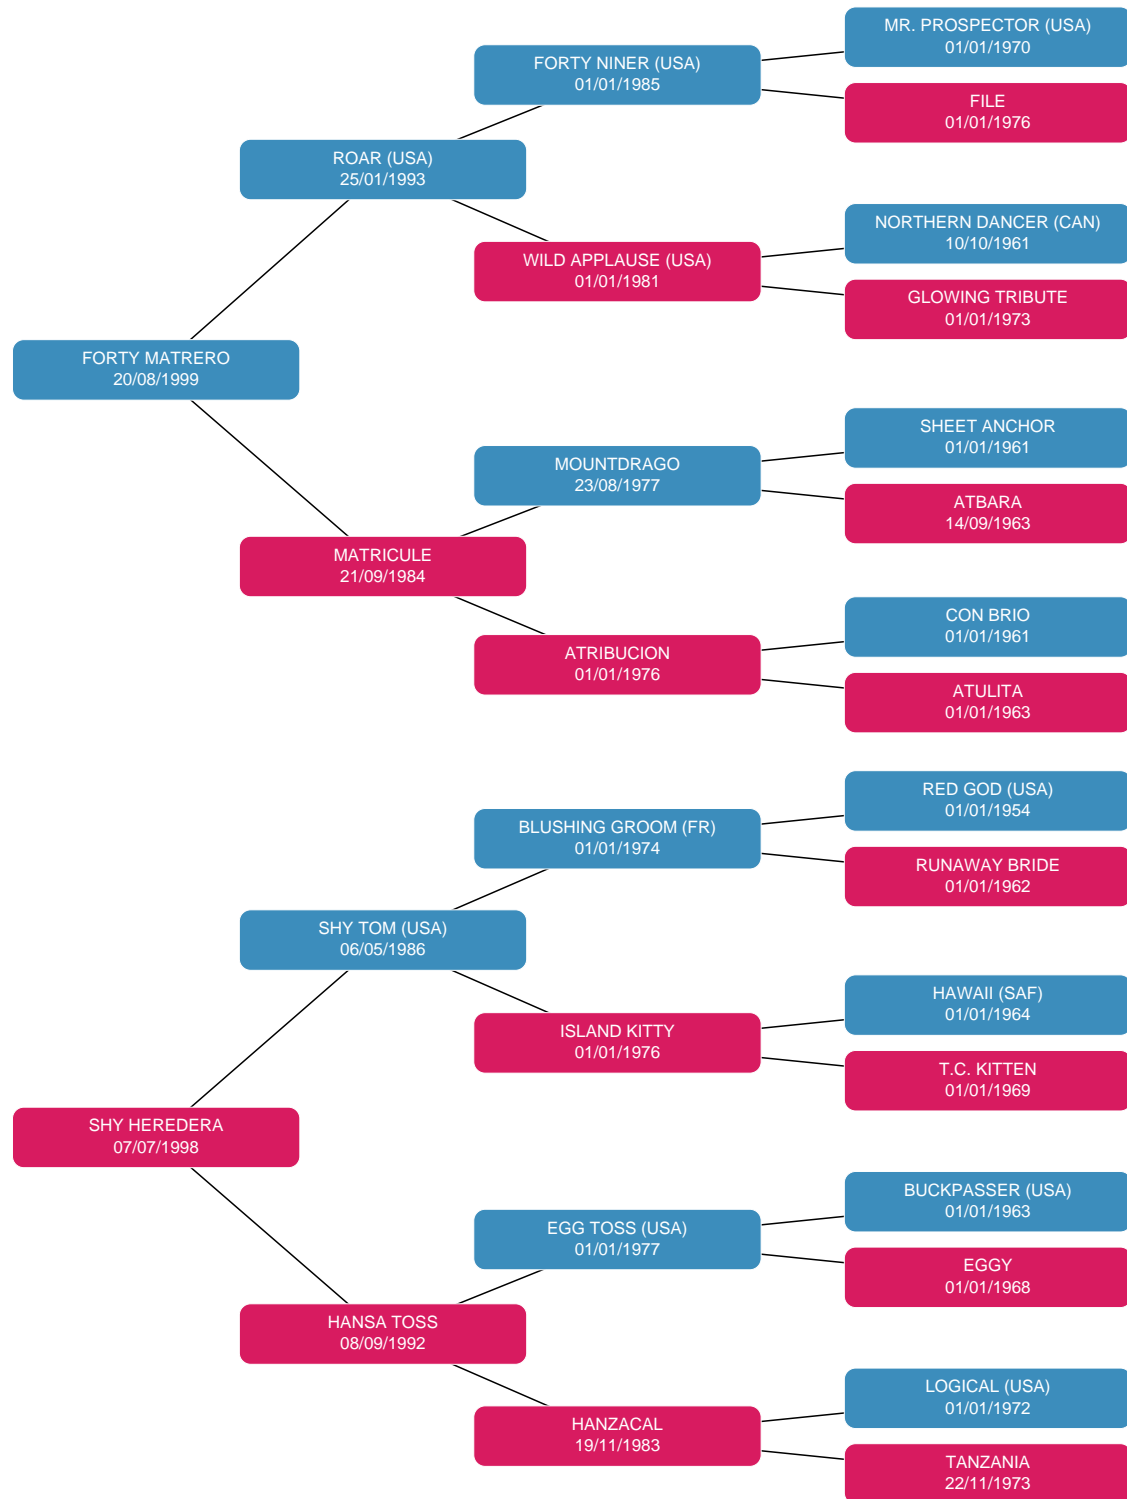 MR. PROSPECTOR (USA)
01/01/1970
FORTY NINER (USA)
01/01/1985
FILE
01/01/1976
ROAR (USA)
25/01/1993
NORTHERN DANCER (CAN)
10/10/1961
WILD APPLAUSE (USA)
01/01/1981
GLOWING TRIBUTE
01/01/1973
FORTY MATRERO
20/08/1999
SHEET ANCHOR
01/01/1961
MOUNTDRAGO
23/08/1977
ATBARA
14/09/1963
MATRICULE
21/09/1984
CON BRIO
01/01/1961
ATRIBUCION
01/01/1976
ATULITA
01/01/1963
RED GOD (USA)
01/01/1954
BLUSHING GROOM (FR)
01/01/1974
RUNAWAY BRIDE
01/01/1962
SHY TOM (USA)
06/05/1986
HAWAII (SAF)
01/01/1964
ISLAND KITTY
01/01/1976
T.C. KITTEN
01/01/1969
SHY HEREDERA
07/07/1998
BUCKPASSER (USA)
01/01/1963
EGG TOSS (USA)
01/01/1977
EGGY
01/01/1968
HANSA TOSS
08/09/1992
LOGICAL (USA)
01/01/1972
HANZACAL
19/11/1983
TANZANIA
22/11/1973